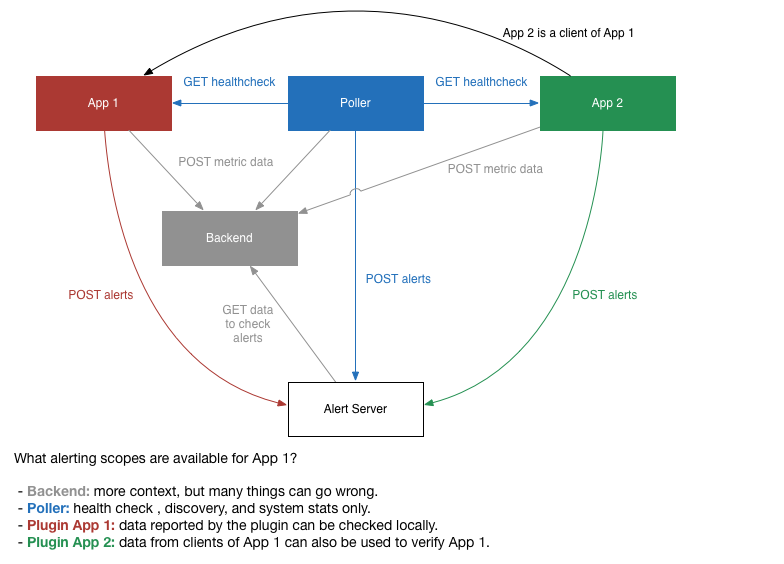 App 2 is a client of App 1
GET healthcheck
GET healthcheck
App 1
Poller
App 2
POST metric data
POST metric data
Backend
POST alerts
POST alerts
POST alerts
GET data
to check
alerts
Alert Server
What alerting scopes are available for App 1?
- Backend: more context, but many things can go wrong.
- Poller: health check , discovery, and system stats only.
- Plugin App 1: data reported by the plugin can be checked locally.
- Plugin App 2: data from clients of App 1 can also be used to verify App 1.